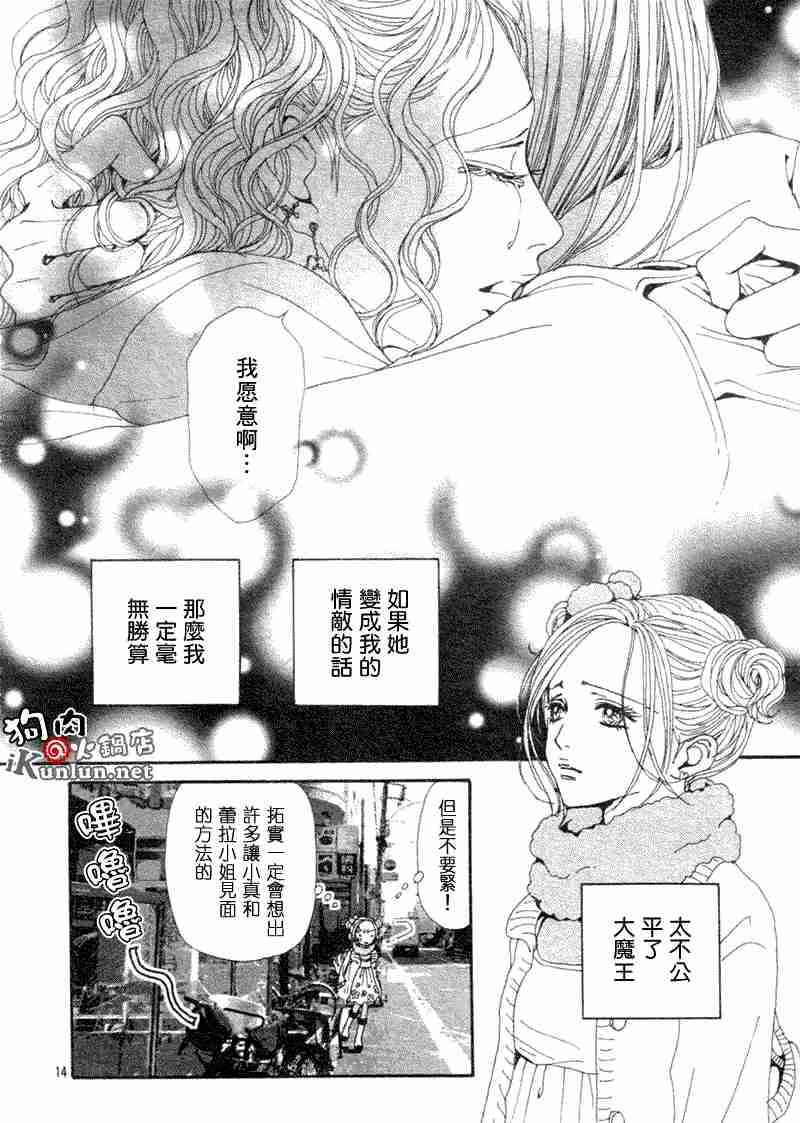 我愿意啊…
如果她
變成我的
情敵的話
那麼我
一定毫
無勝算
太不公
平了
大魔王
但是不要緊！
拓實一定會想出
許多讓小真和
蕾拉小姐見面
的方法的
嗶嚕嚕
狗肉
火鍋店
iKunlun.net
14